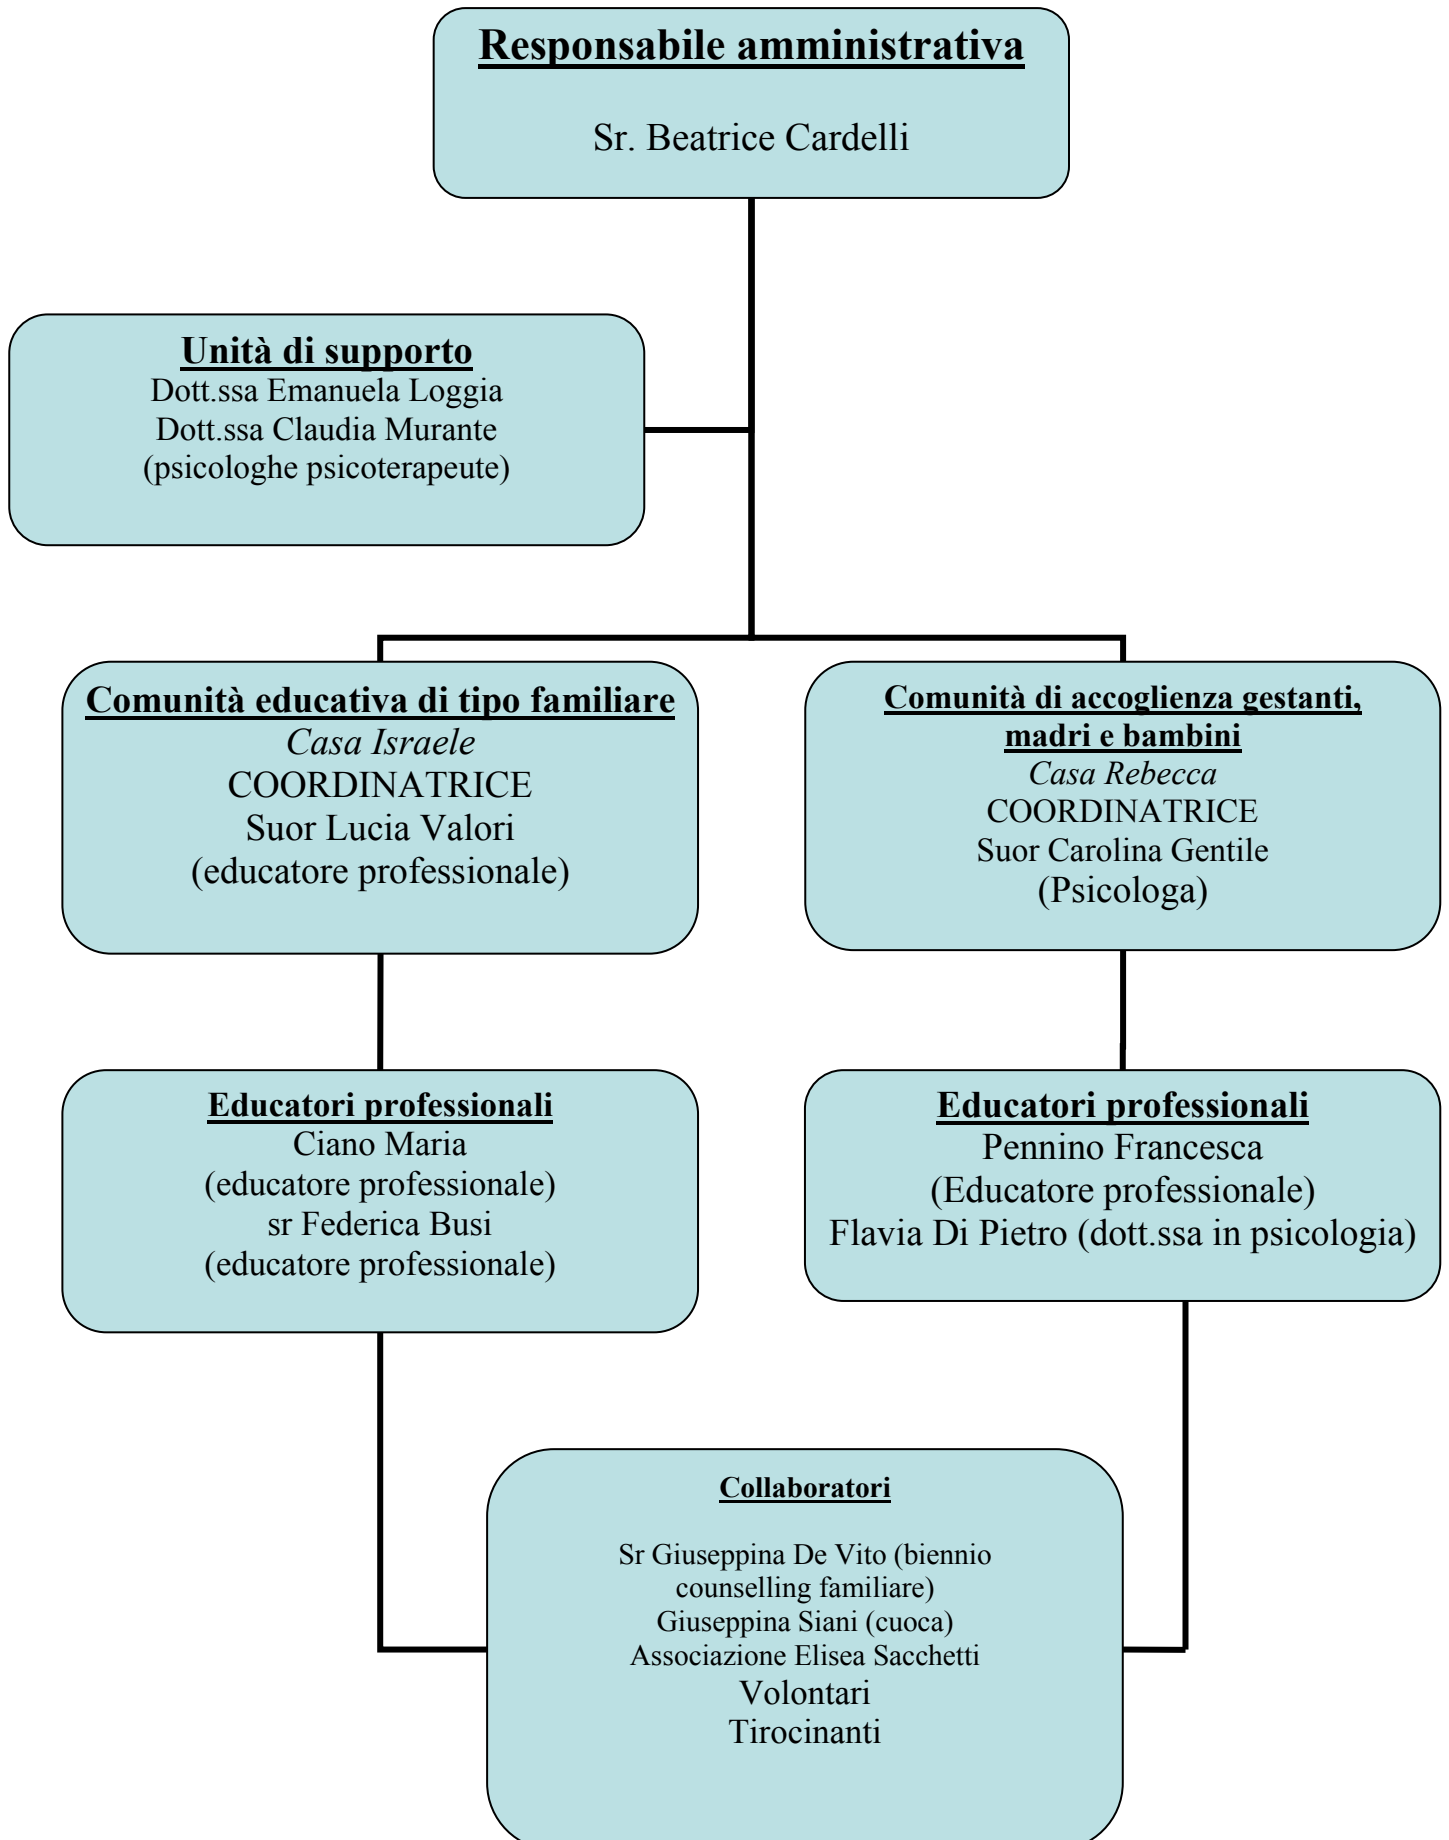 Responsabile amministrativa
Sr. Beatrice Cardelli
Unità di supporto
Dott.ssa Emanuela Loggia
Dott.ssa Claudia Murante
(psicologhe psicoterapeute)
Comunità educativa di tipo familiare
Casa Israele
COORDINATRICE
Suor Lucia Valori
(educatore professionale)
Comunità di accoglienza gestanti,
madri e bambini
Casa Rebecca
COORDINATRICE
Suor Carolina Gentile
(Psicologa)
Educatori professionali
Ciano Maria
(educatore professionale)
sr Federica Busi
(educatore professionale)
Educatori professionali
Pennino Francesca
(Educatore professionale)
Flavia Di Pietro (dott.ssa in psicologia)
Collaboratori
Sr Giuseppina De Vito (biennio
counselling familiare)
Giuseppina Siani (cuoca)
Associazione Elisea Sacchetti
Volontari
Tirocinanti